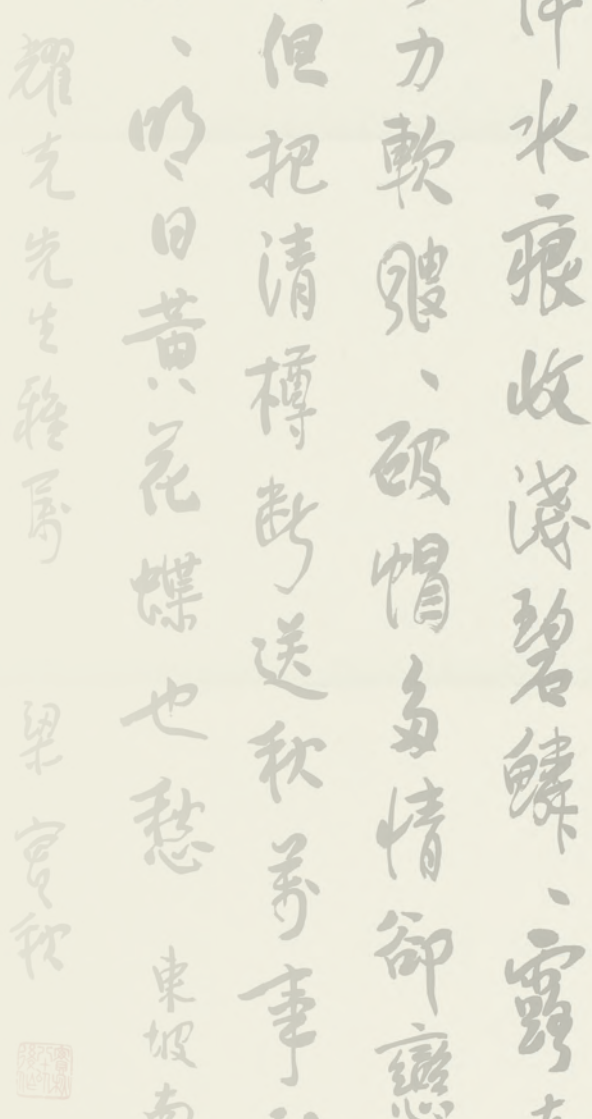 水痕收淺碧鱗、露
力軟颼、破帽多情卻戀
但把清樽斷送秋萬事
、明日黃花蝶也愁 東坡南
耀克先生雅屬 梁實秋